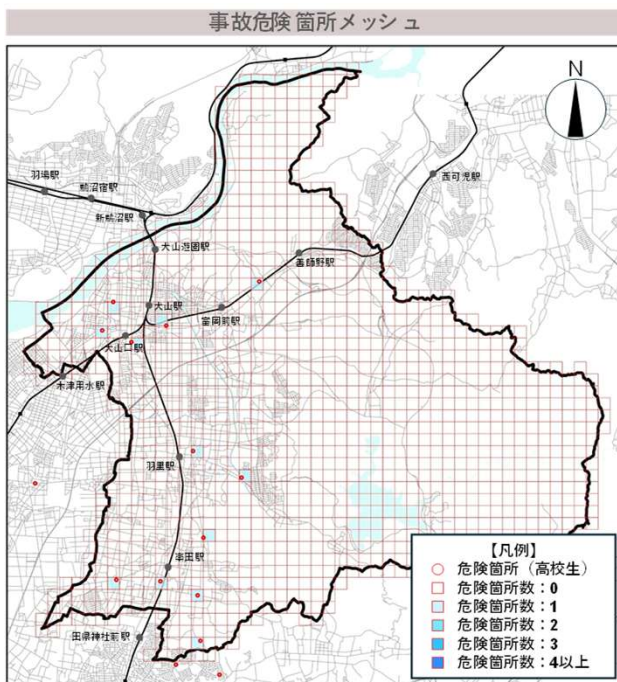 事故危険箇所メッシュ
N
羽場駅
鵜沼宿駅
新鵜沼駅
西可児駅
犬山遊園駅
善師野駅
犬山駅
富岡前駅
犬山口駅
木津用水駅
羽黒駅
楽田駅
田県神社前駅
【凡例】
危険箇所（高校生）
危険箇所数：0
危険箇所数：1
危険箇所数：2
危険箇所数：3
危険箇所数：4以上